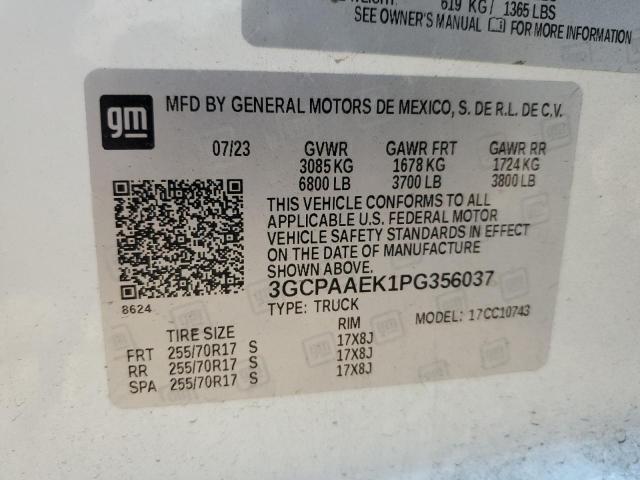 WEIGHT: 619 KG/ 1365 LBS
SEE OWNER'S MANUAL FOR MORE INFORMATION
gm
MFD BY GENERAL MOTORS DE MEXICO, S. DE R.L. DE C.V.
07/23 GVWR GAWR FRT GAWR RR
3085 KG 1678 KG 1724 KG
6800 LB 3700 LB 3800 LB
THIS VEHICLE CONFORMS TO ALL
APPLICABLE U.S. FEDERAL MOTOR
VEHICLE SAFETY STANDARDS IN EFFECT
ON THE DATE OF MANUFACTURE
SHOWN ABOVE.
3GCPAAEK1PG356037
8624 TYPE: TRUCK MODEL: 17CC10743
TIRE SIZE RIM
FRT 255/70R17 S 17X8J
RR 255/70R17 S 17X8J
SPA 255/70R17 S 17X8J